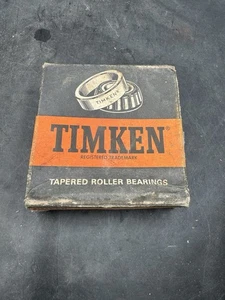 TIMKEN
TIMKEN®
REGISTERED TRADEMARK
TAPERED ROLLER BEARINGS